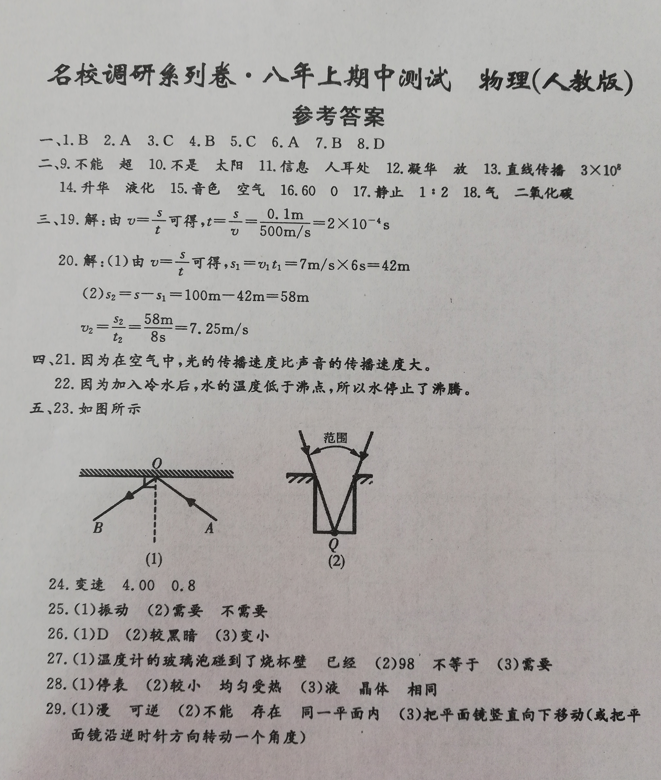 名校调研系列卷·八年上期中测试 物理(人教版)
参考答案
一、1.B 2.A 3.C 4.B 5.C 6.A 7.B 8.D
二、9.不能 超 10.不是 太阳 11.信息 人耳处 12.凝华 放 13.直线传播 3×10⁸
14.升华 液化 15.音色 空气 16.60 0 17.静止 1∶2 18.气 二氧化碳
三、19.解:由 v=s/t 可得,t=s/v=0.1m/500m/s=2×10⁻⁴s
20.解:(1)由 v=s/t 可得,s₁=v₁t₁=7m/s×6s=42m
(2)s₂=s-s₁=100m-42m=58m
v₂=s₂/t₂=58m/8s=7.25m/s
四、21.因为在空气中,光的传播速度比声音的传播速度大。
22.因为加入冷水后,水的温度低于沸点,所以水停止了沸腾。
五、23.如图所示
范围
O
B
A
Q
(1)
(2)
24.变速 4.00 0.8
25.(1)振动 (2)需要 不需要
26.(1)D (2)较黑暗 (3)变小
27.(1)温度计的玻璃泡碰到了烧杯壁 已经 (2)98 不等于 (3)需要
28.(1)停表 (2)较小 均匀受热 (3)液 晶体 相同
29.(1)漫 可逆 (2)不能 存在 同一平面内 (3)把平面镜竖直向下移动(或把平
面镜沿逆时针方向转动一个角度)